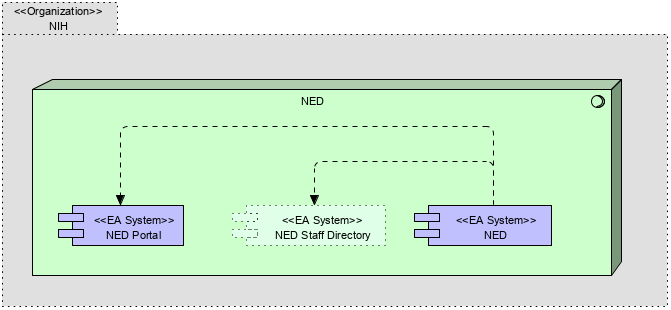 <<Organization>>
NIH
NED
<<EA System>>
NED Portal
<<EA System>>
NED Staff Directory
<<EA System>>
NED